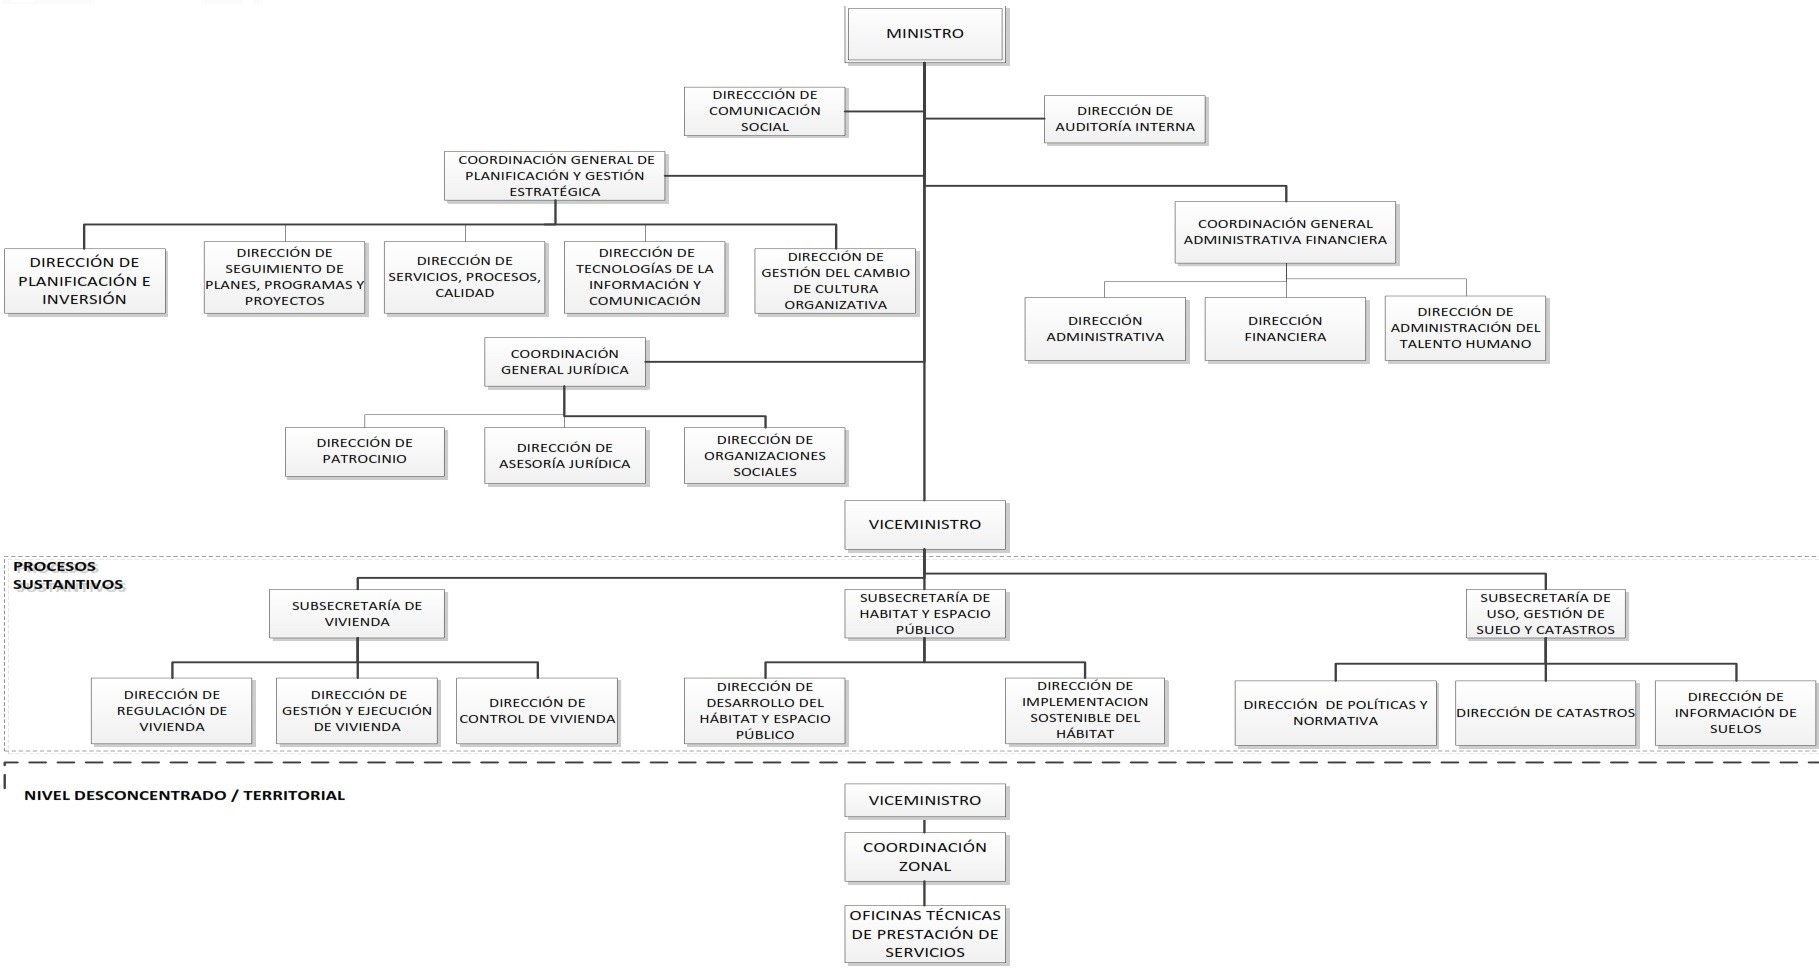 MINISTRO
DIRECCCIÓN DE
COMUNICACIÓN
SOCIAL
DIRECCIÓN DE
AUDITORÍA INTERNA
COORDINACIÓN GENERAL DE
PLANIFICACIÓN Y GESTIÓN
ESTRATÉGICA
COORDINACIÓN GENERAL
ADMINISTRATIVA FINANCIERA
DIRECCIÓN DE
PLANIFICACIÓN E
INVERSIÓN
DIRECCIÓN DE
SEGUIMIENTO DE
PLANES, PROGRAMAS Y
PROYECTOS
DIRECCIÓN DE
SERVICIOS, PROCESOS,
CALIDAD
DIRECCIÓN DE
TECNOLOGÍAS DE LA
INFORMACIÓN Y
COMUNICACIÓN
DIRECCIÓN DE
GESTIÓN DEL CAMBIO
DE CULTURA
ORGANIZATIVA
DIRECCIÓN
ADMINISTRATIVA
DIRECCIÓN
FINANCIERA
DIRECCIÓN DE
ADMINISTRACIÓN DEL
TALENTO HUMANO
COORDINACIÓN
GENERAL JURÍDICA
DIRECCIÓN DE
PATROCINIO
DIRECCIÓN DE
ASESORÍA JURÍDICA
DIRECCIÓN DE
ORGANIZACIONES
SOCIALES
VICEMINISTRO
PROCESOS
SUSTANTIVOS
SUBSECRETARÍA DE
VIVIENDA
SUBSECRETARÍA DE
HABITAT Y ESPACIO
PÚBLICO
SUBSECRETARÍA DE
USO, GESTIÓN DE
SUELO Y CATASTROS
DIRECCIÓN DE
REGULACIÓN DE
VIVIENDA
DIRECCIÓN DE
GESTIÓN Y EJECUCIÓN
DE VIVIENDA
DIRECCIÓN DE
CONTROL DE VIVIENDA
DIRECCIÓN DE
DESARROLLO DEL
HÁBITAT Y ESPACIO
PÚBLICO
DIRECCIÓN DE
IMPLEMENTACION
SOSTENIBLE DEL
HÁBITAT
DIRECCIÓN DE POLÍTICAS Y
NORMATIVA
DIRECCIÓN DE CATASTROS
DIRECCIÓN DE
INFORMACIÓN DE
SUELOS
NIVEL DESCONCENTRADO / TERRITORIAL
VICEMINISTRO
COORDINACIÓN
ZONAL
OFICINAS TÉCNICAS
DE PRESTACIÓN DE
SERVICIOS